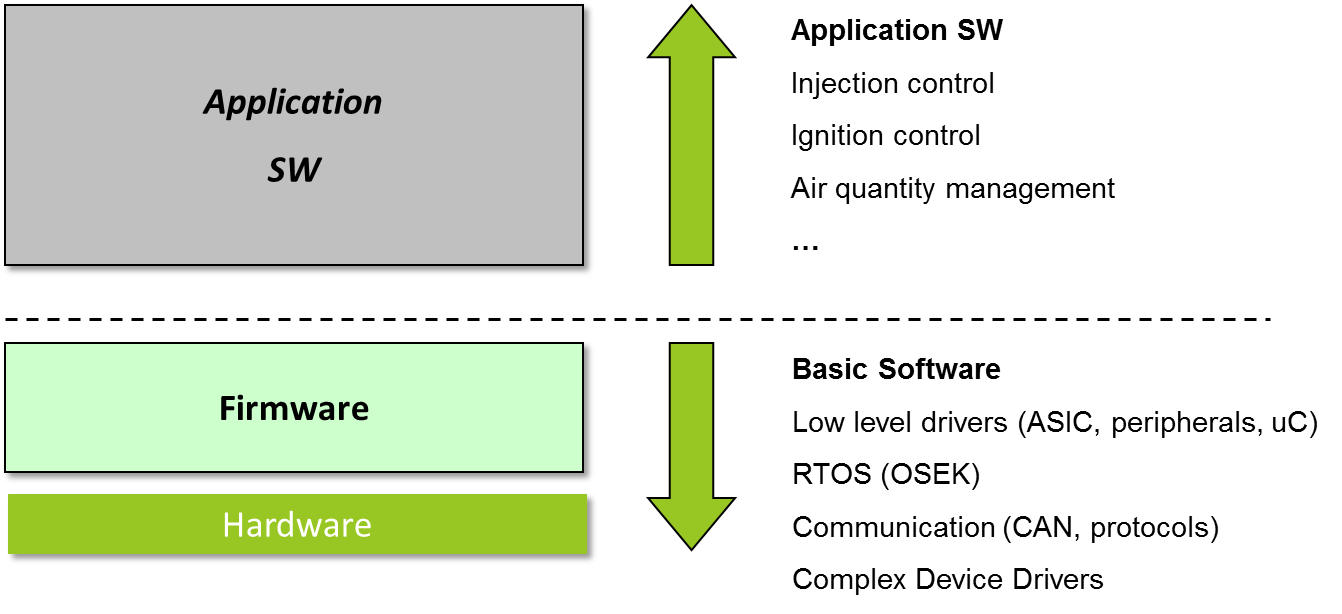 Application
SW
Application SW
Injection control
Ignition control
Air quantity management
...
Firmware
Hardware
Basic Software
Low level drivers (ASIC, peripherals, uC)
RTOS (OSEK)
Communication (CAN, protocols)
Complex Device Drivers